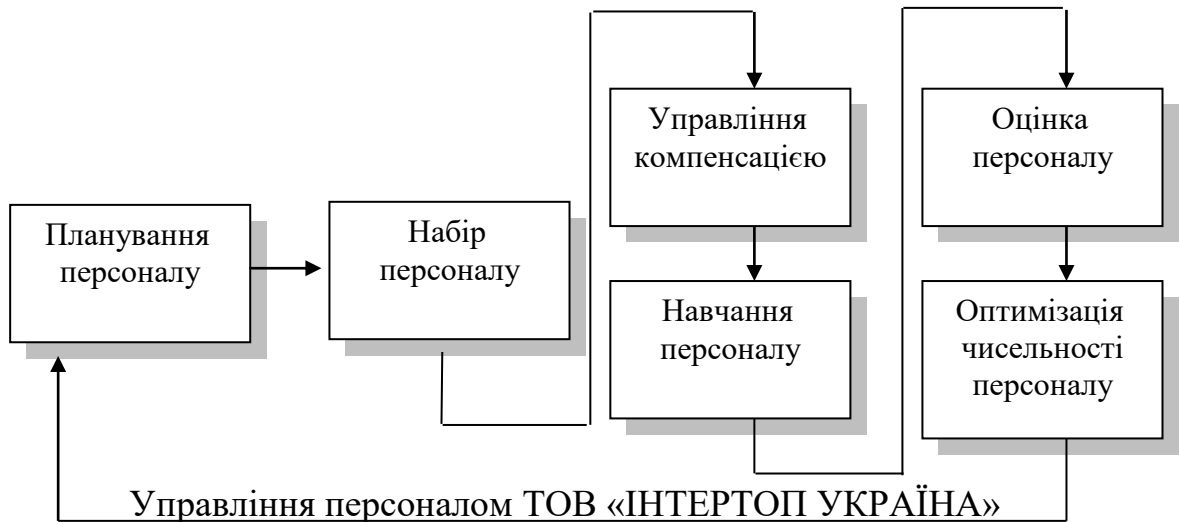 Планування
персоналу
Набір
персоналу
Управління
компенсацією
Навчання
персоналу
Оцінка
персоналу
Оптимізація
чисельності
персоналу
Управління персоналом ТОВ «ІНТЕРТОП УКРАЇНА»